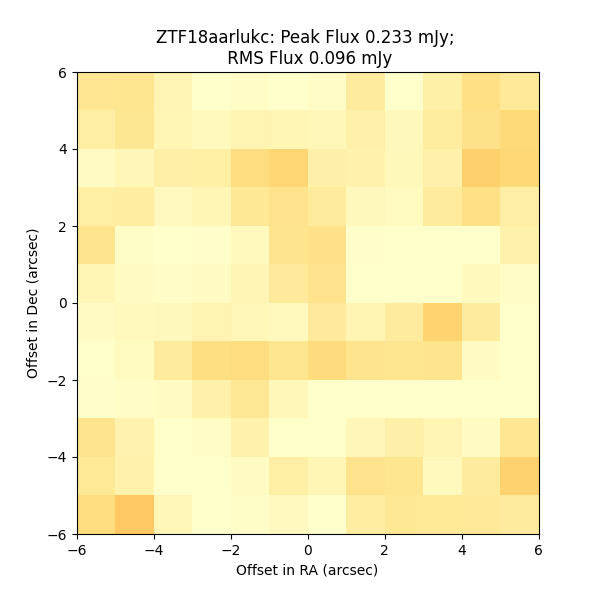 ZTF18aarlukc: Peak Flux 0.233 mJy;
RMS Flux 0.096 mJy
6
4
2
0
−2
−4
−6
Offset in Dec (arcsec)
−6 −4 −2 0 2 4 6
Offset in RA (arcsec)